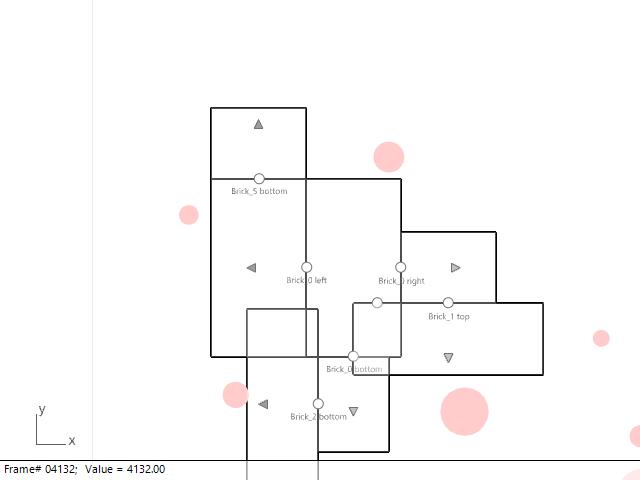 Brick_5 bottom
Brick_0 left
Brick_0 right
Brick_1 top
Brick_0 bottom
Brick_2 bottom
y
x
Frame# 04132; Value = 4132.00